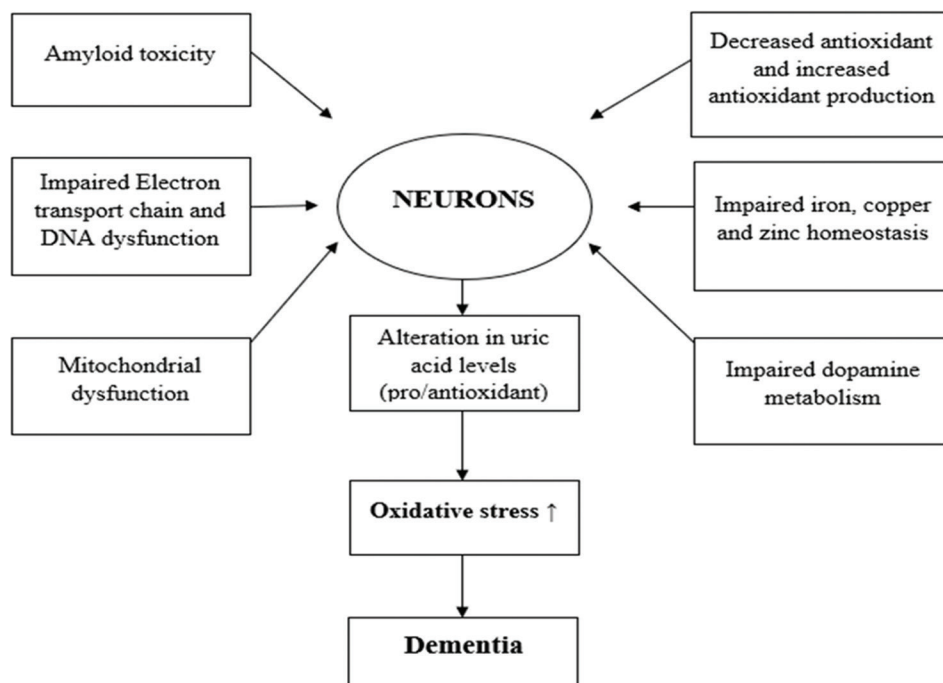 Amyloid toxicity
Impaired Electron
transport chain and
DNA dysfunction
Mitochondrial
dysfunction
NEURONS
Alteration in uric
acid levels
(pro/antioxidant)
Oxidative stress ↑
Dementia
Decreased antioxidant
and increased
antioxidant production
Impaired iron, copper
and zinc homeostasis
Impaired dopamine
metabolism